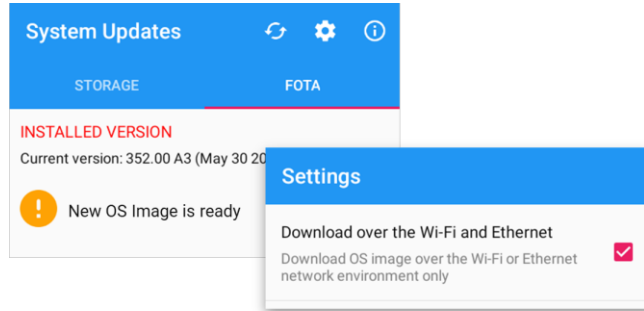 System Updates
STORAGE
FOTA
INSTALLED VERSION
Current version: 352.00 A3 (May 30 20
New OS Image is ready
Settings
Download over the Wi-Fi and Ethernet
Download OS image over the Wi-Fi or Ethernet
network environment only